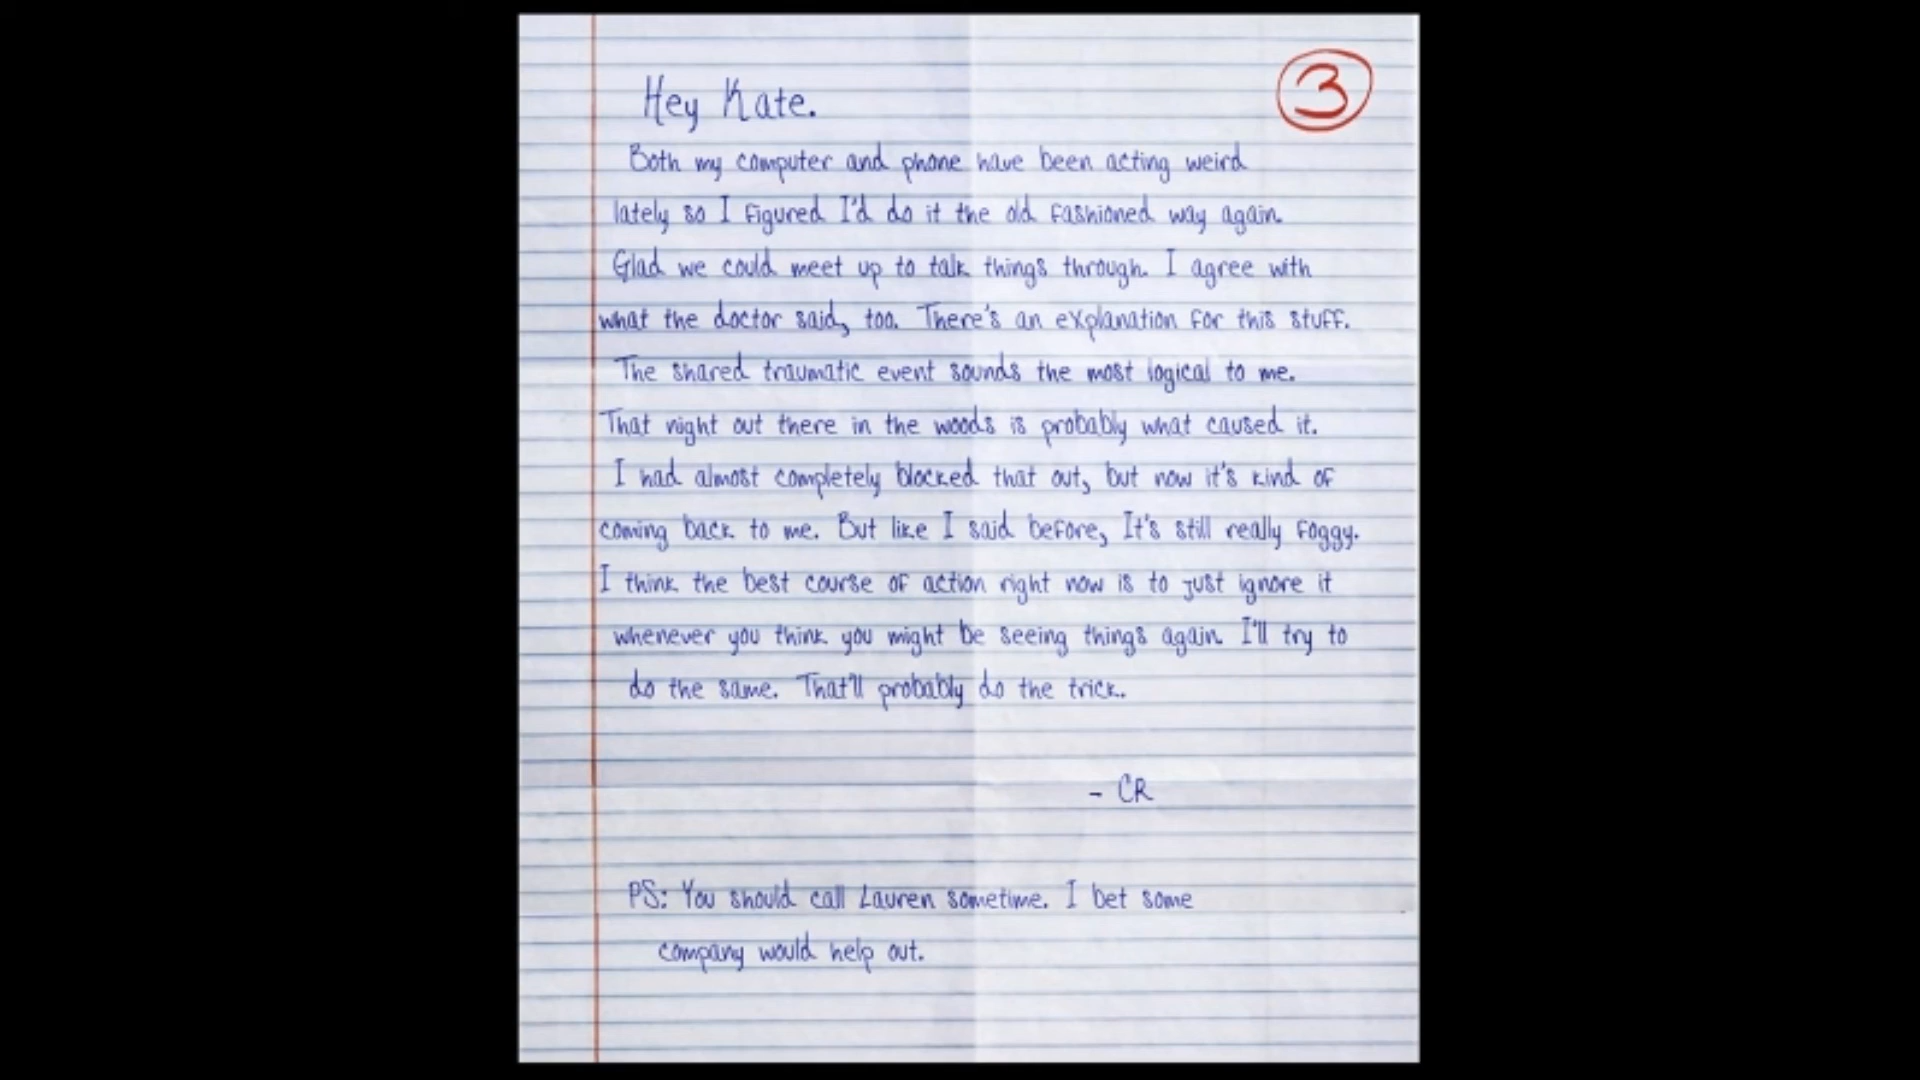 3
Hey Kate.
Both my computer and phone have been acting weird
lately so I figured I'd do it the old fashioned way again.
Glad we could meet up to talk things through. I agree with
what the doctor said, too. There's an explanation for this stuff.
The shared traumatic event sounds the most logical to me.
That night out there in the woods is probably what caused it.
I had almost completely blocked that out, but now it's kind of
coming back to me. But like I said before, It's still really foggy.
I think the best course of action right now is to just ignore it
whenever you think you might be seeing things again. I'll try to
do the same. That'll probably do the trick.
- CR
PS: You should call Lauren sometime. I bet some
company would help out.